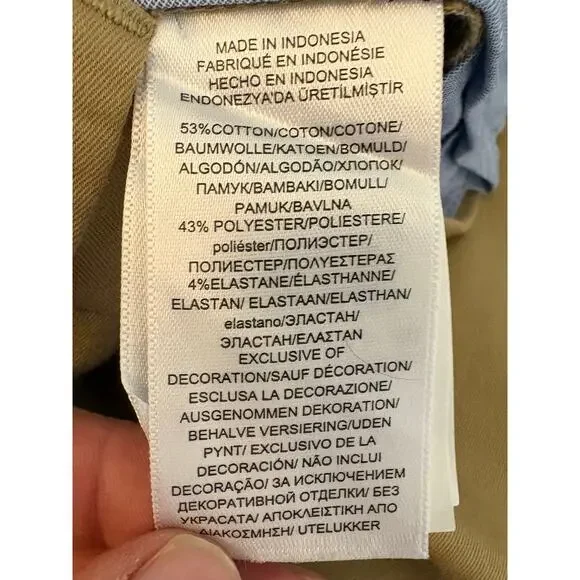 MADE IN INDONESIA
FABRIQUÉ EN INDONÉSIE
HECHO EN INDONESIA
ENDONEZYA'DA ÜRETİLMİŞTİR
53%COTTON/COTON/COTONE/
BAUMWOLLE/KATOEN/BOMULD/
ALGODÓN/ALGODÃO/ХЛОПОК/
ПАМУК/BAMBAKI/BOMULL/
PAMUK/BAVLNA
43% POLYESTER/POLIESTERE/
poliéster/ПОЛИЭСТЕР/
ПОЛИЕСТЕР/ΠΟΛΥΕΣΤΕΡΑΣ
4%ELASTANE/ÉLASTHANNE/
ELASTAN/ ELASTAAN/ELASTHAN/
elastano/ЭЛАСТАН/
ЭЛАСТАН/ΕΛΑΣΤΑΝ
EXCLUSIVE OF
DECORATION/SAUF DÉCORATION/
ESCLUSA LA DECORAZIONE/
AUSGENOMMEN DEKORATION/
BEHALVE VERSIERING/UDEN
PYNT/ EXCLUSIVO DE LA
DECORACIÓN/ NÃO INCLUI
DECORAÇÃO/ ЗА ИСКЛЮЧЕНИЕМ
ДЕКОРАТИВНОЙ ОТДЕЛКИ/ БЕЗ
УКРАСАТА/ ΑΠΟΚΛΕΙΣΤΙΚΗ ΑΠΟ
ΔΙΑΚΟΣΜΗΣΗ/ UTELUKKER